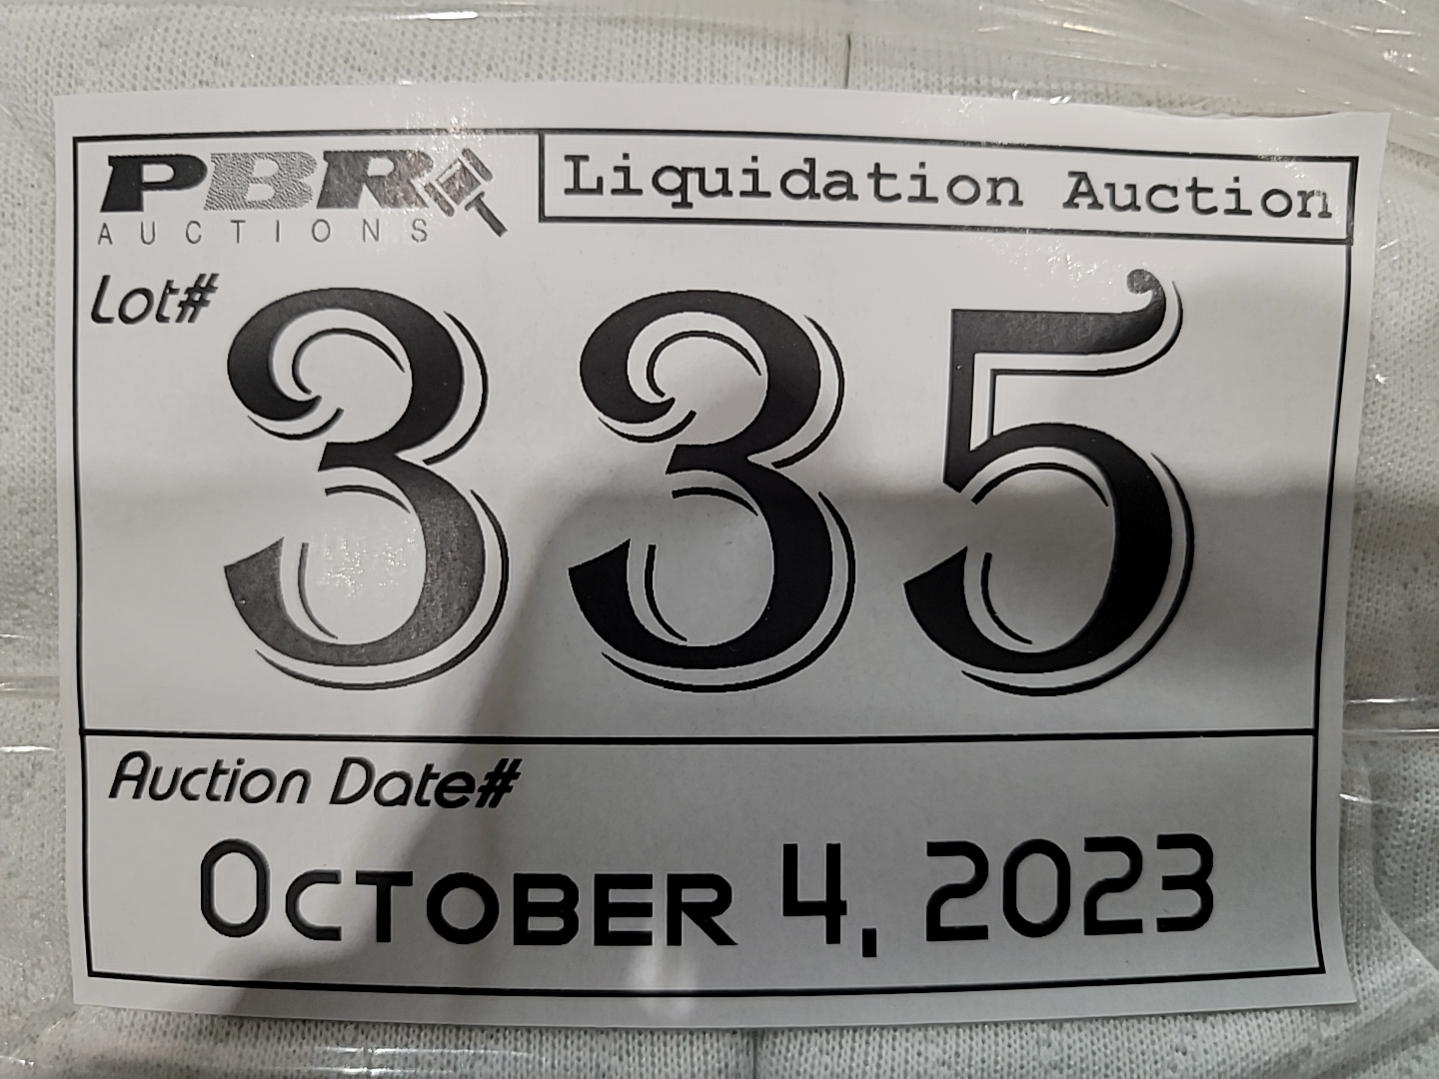 PBR
AUCTIONS
Liquidation Auction
Lot#
335
Auction Date#
OCTOBER 4, 2023